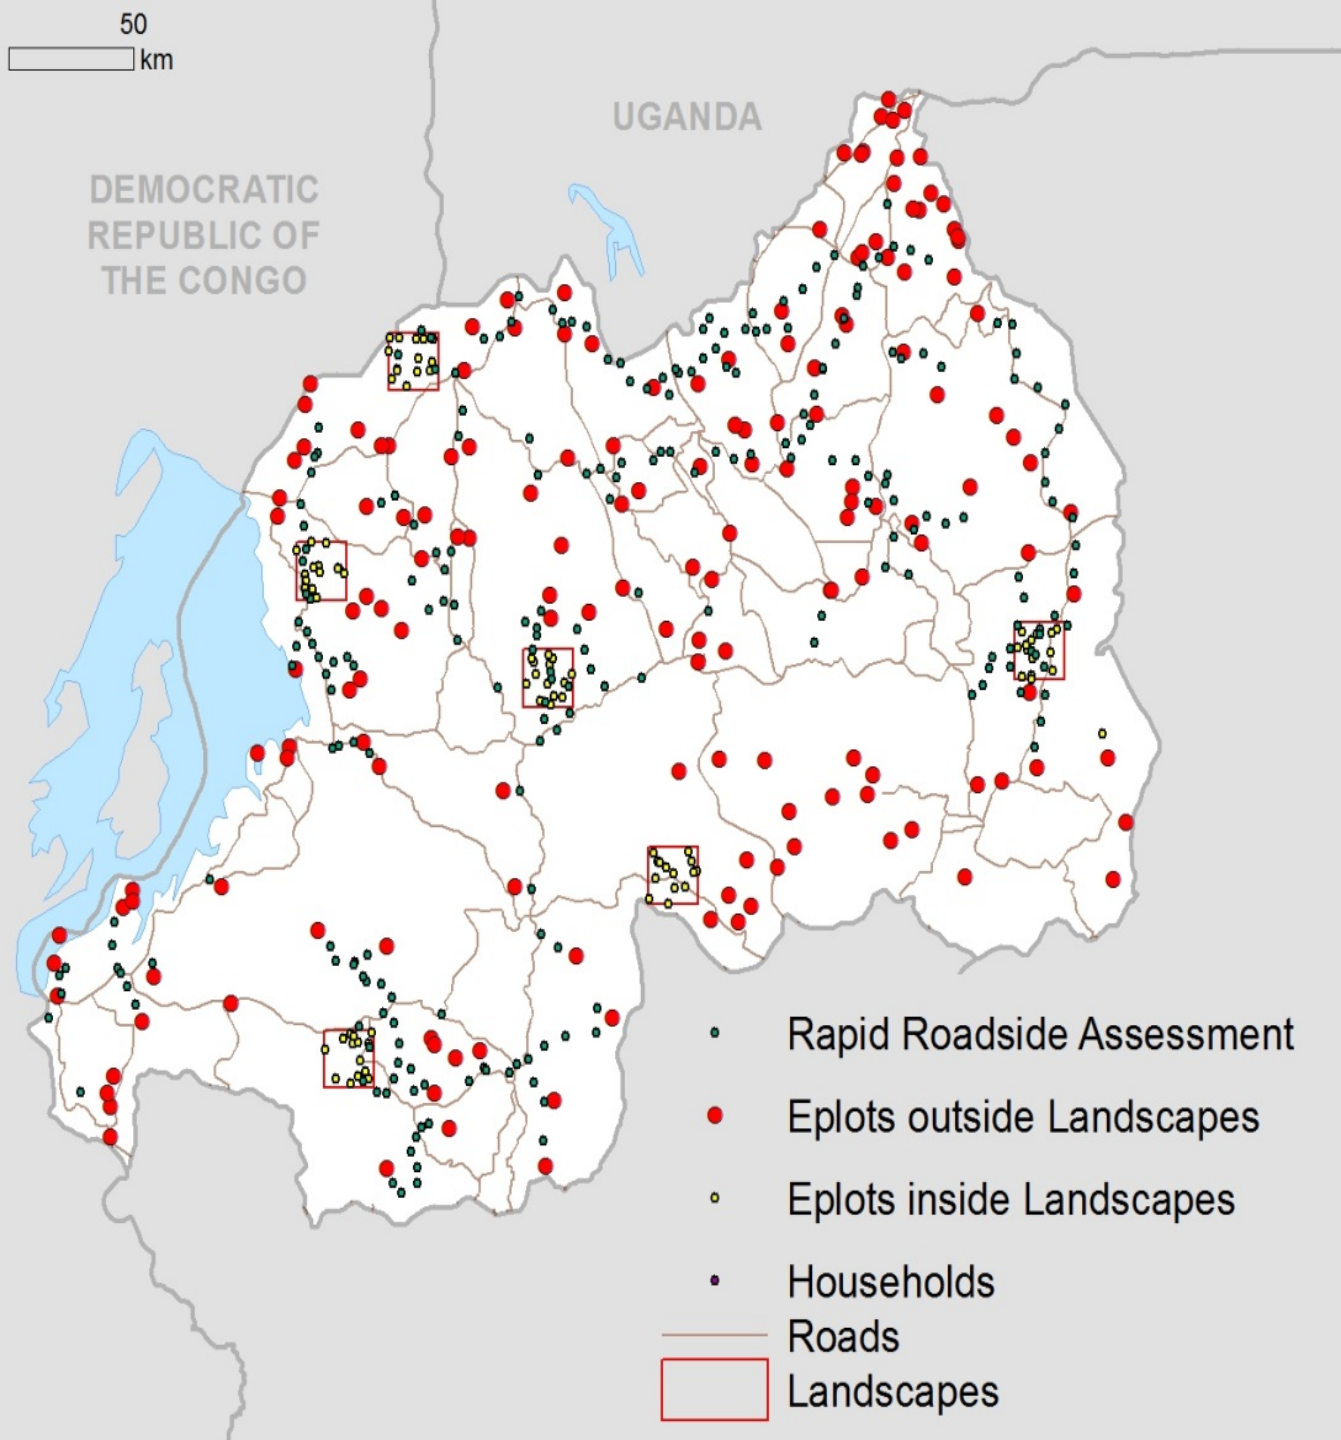 50
km
UGANDA
DEMOCRATIC
REPUBLIC OF
THE CONGO
Rapid Roadside Assessment
Eplots outside Landscapes
Eplots inside Landscapes
Households
Roads
Landscapes